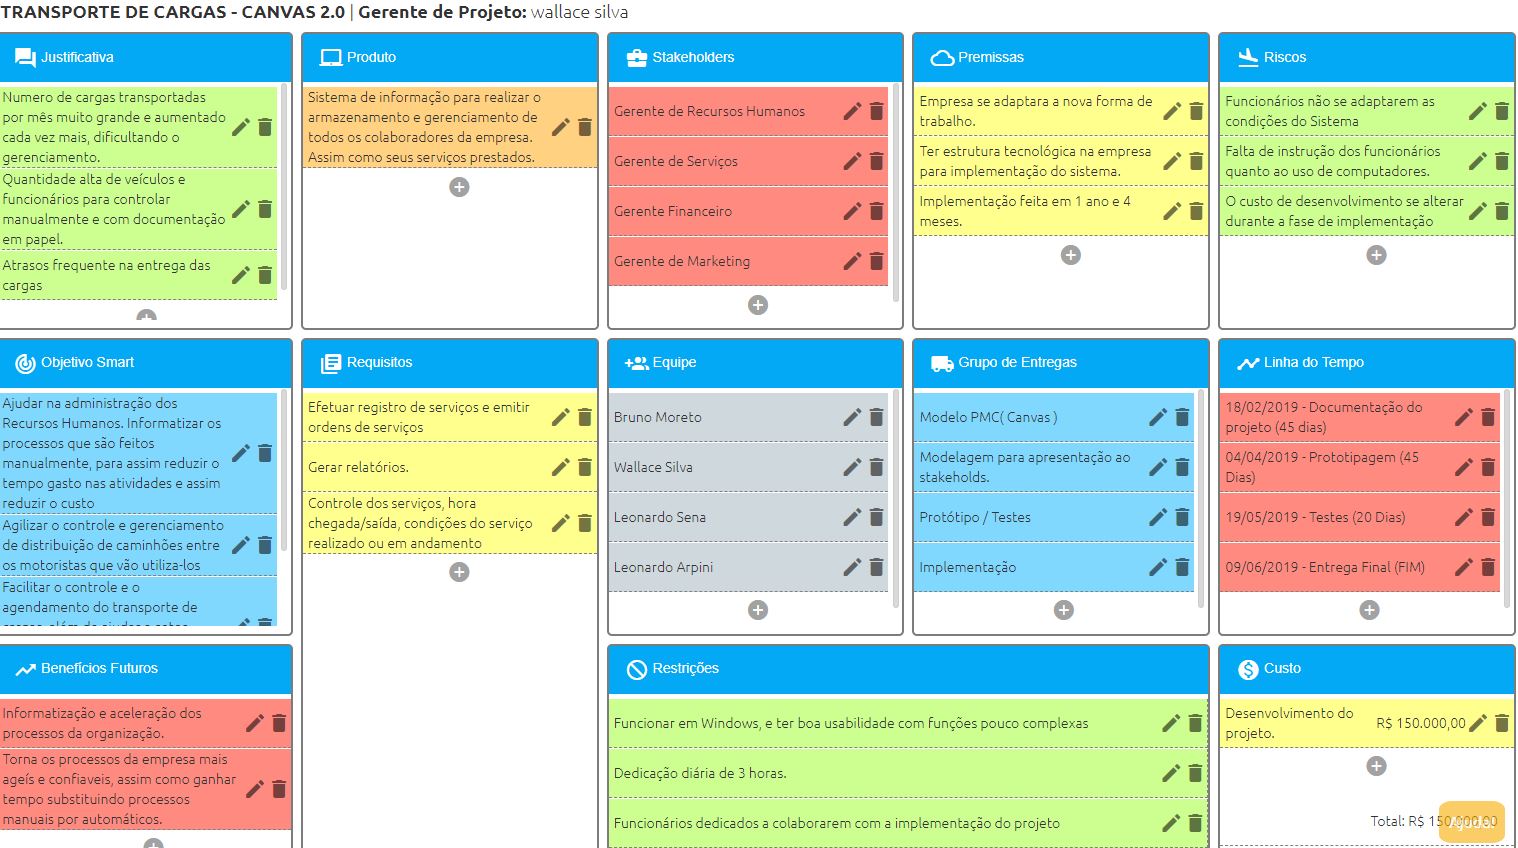 TRANSPORTE DE CARGAS - CANVAS 2.0 | Gerente de Projeto: wallace silva
Justificativa
Numero de cargas transportadas
por mês muito grande e aumentado
cada vez mais, dificultando o
gerenciamento.
Quantidade alta de veículos e
funcionários para controlar
manualmente e com documentação
em papel.
Atrasos frequente na entrega das
cargas
Produto
Sistema de informação para realizar o
armazenamento e gerenciamento de
todos os colaboradores da empresa.
Assim como seus serviços prestados.
Stakeholders
Gerente de Recursos Humanos
Gerente de Serviços
Gerente Financeiro
Gerente de Marketing
Premissas
Empresa se adaptara a nova forma de
trabalho.
Ter estrutura tecnológica na empresa
para implementação do sistema.
Implementação feita em 1 ano e 4
meses.
Riscos
Funcionários não se adaptarem as
condições do Sistema
Falta de instrução dos funcionários
quanto ao uso de computadores.
O custo de desenvolvimento se alterar
durante a fase de implementação
Objetivo Smart
Ajudar na administração dos
Recursos Humanos. Informatizar os
processos que são feitos
manualmente, para assim reduzir o
tempo gasto nas atividades e assim
reduzir o custo
Agilizar o controle e gerenciamento
de distribuição de caminhões entre
os motoristas que vão utiliza-los
Facilitar o controle e o
agendamento do transporte de
Requisitos
Efetuar registro de serviços e emitir
ordens de serviços
Gerar relatórios.
Controle dos serviços, hora
chegada/saída, condições do serviço
realizado ou em andamento
Equipe
Bruno Moreto
Wallace Silva
Leonardo Sena
Leonardo Arpini
Grupo de Entregas
Modelo PMC( Canvas )
Modelagem para apresentação ao
stakeholds.
Protótipo / Testes
Implementação
Linha do Tempo
18/02/2019 - Documentação do
projeto (45 dias)
04/04/2019 - Prototipagem (45
Dias)
19/05/2019 - Testes (20 Dias)
09/06/2019 - Entrega Final (FIM)
Benefícios Futuros
Informatização e aceleração dos
processos da organização.
Torna os processos da empresa mais
ageís e confiaveis, assim como ganhar
tempo substituindo processos
manuais por automáticos.
Restrições
Funcionar em Windows, e ter boa usabilidade com funções pouco complexas
Dedicação diária de 3 horas.
Funcionários dedicados a colaborarem com a implementação do projeto
Custo
Desenvolvimento do
projeto.
R$ 150.000,00
Total: R$ 150.000,00
Ajuda!